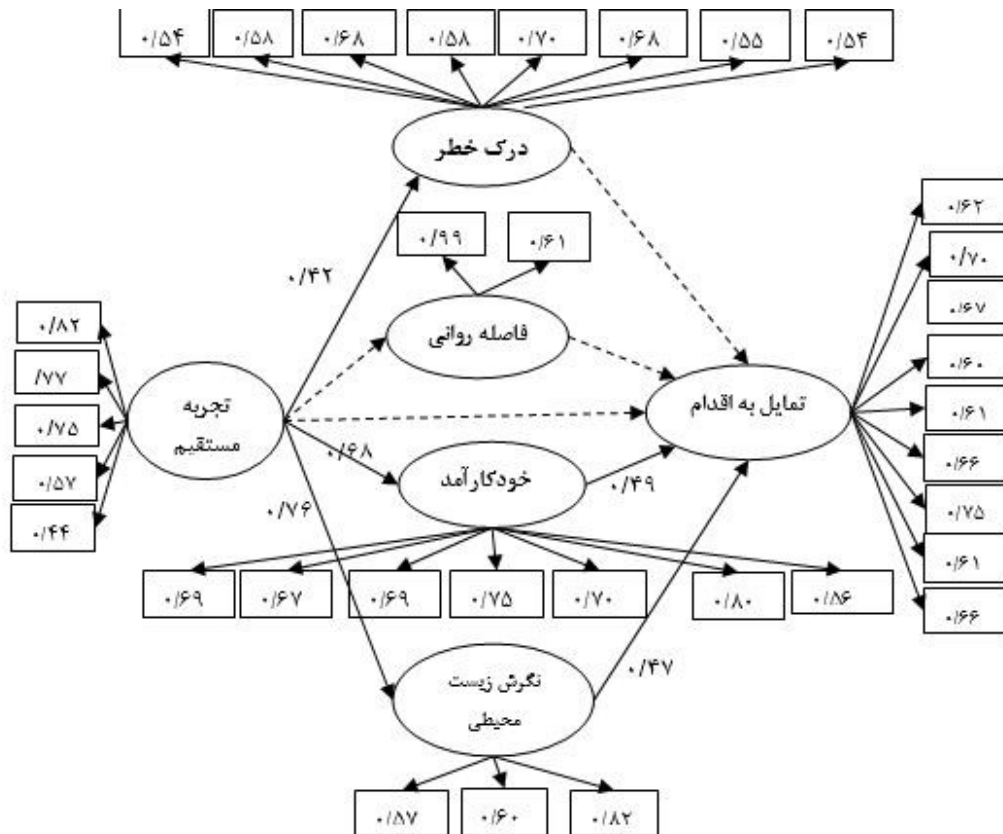 ۰/۵۴ ۰/۵۸ ۰/۶۸ ۰/۵۸ ۰/۷۰ ۰/۶۸ ۰/۵۵ ۰/۵۴
درک خطر
۰/۴۲
۰/۹۹ ۰/۶۱
فاصله روانی
۰/۸۲
/۷۷
۰/۷۵
۰/۵۷
۰/۴۴
تجربه
مستقیم
۰/۶۸
خودکارآمد
۰/۴۹
۰/۷۶
۰/۶۹ ۰/۶۷ ۰/۶۹ ۰/۷۵ ۰/۷۰ ۰/۸۰ ۰/۵۶
نگرش زیست
محیطی
۰/۴۷
۰/۵۷ ۰/۶۰ ۰/۸۲
تمایل به اقدام
۰/۶۲
۰/۷۰
۰/۶۷
۰/۶۰
۰/۶۱
۰/۶۶
۰/۷۵
۰/۶۱
۰/۶۶